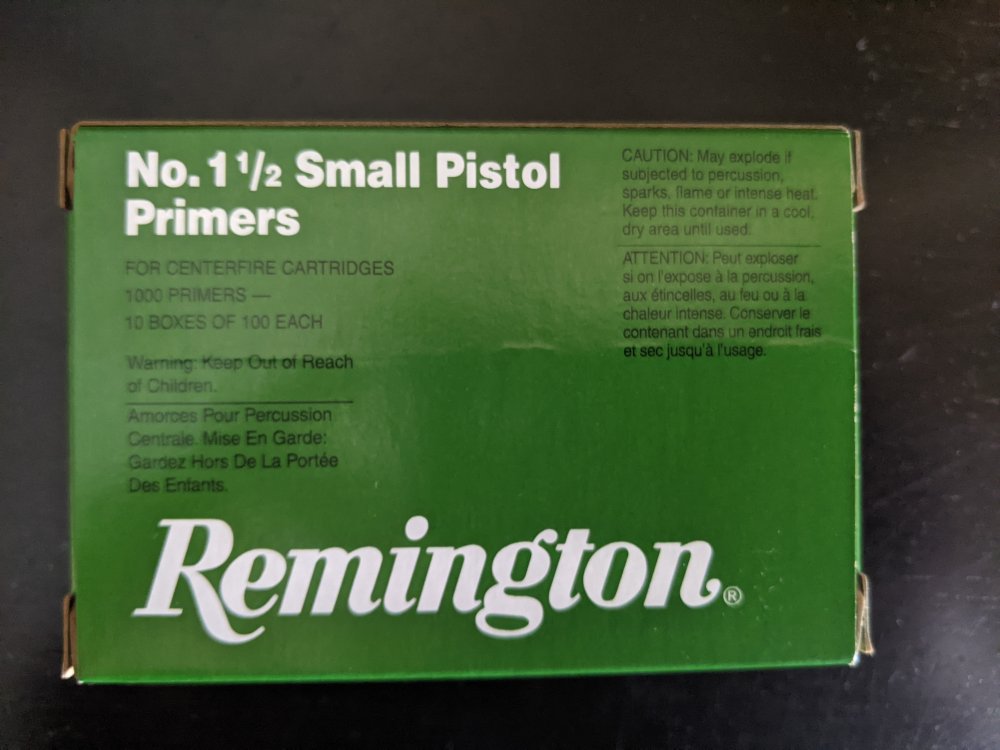 No. 1 1/2 Small Pistol
Primers
FOR CENTERFIRE CARTRIDGES
1000 PRIMERS —
10 BOXES OF 100 EACH
Warning: Keep Out of Reach
of Children.
Amorces Pour Percussion
Centrale. Mise En Garde:
Gardez Hors De La Portée
Des Enfants.
CAUTION: May explode if
subjected to percussion,
sparks, flame or intense heat.
Keep this container in a cool,
dry area until used.
ATTENTION: Peut exploser
si on l'expose à la percussion,
aux étincelles, au feu ou à la
chaleur intense. Conserver le
contenant dans un endroit frais
et sec jusqu'à l'usage.
Remington®